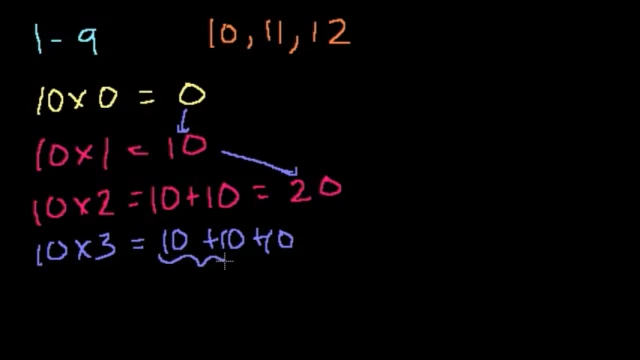 1-9 10, 11, 12
10×0 = 0
10×1 = 10
10×2 = 10+10 = 20
10×3 = 10+10+10